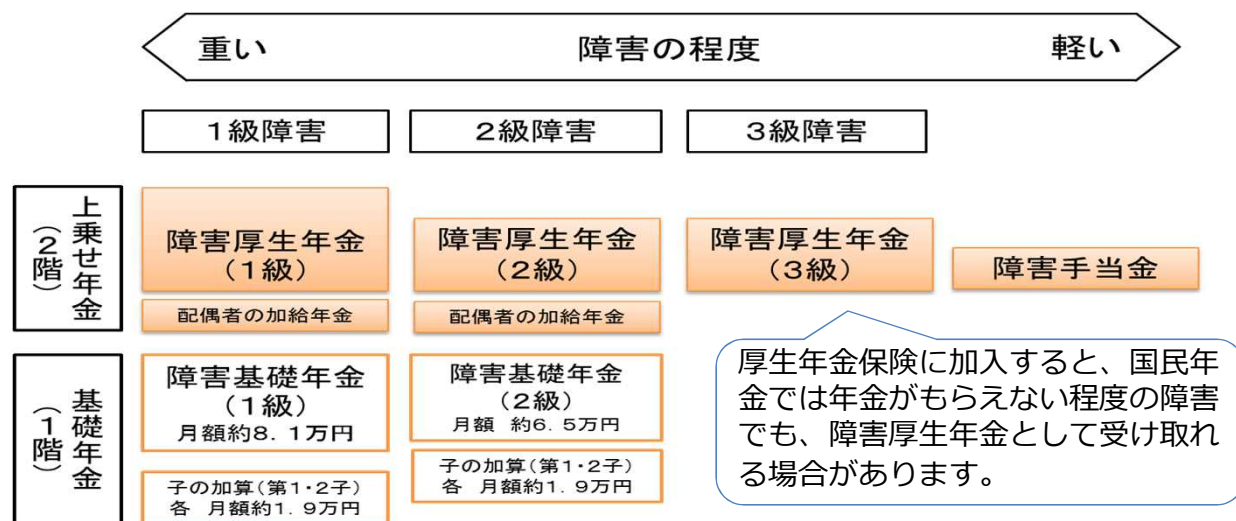 重い 障害の程度 軽い
1級障害 2級障害 3級障害
上乗せ年金
(2階)
障害厚生年金
(1級)
配偶者の加給年金
障害厚生年金
(2級)
配偶者の加給年金
障害厚生年金
(3級)
障害手当金
基礎年金
(1階)
障害基礎年金
(1級)
月額約8.1万円
子の加算(第1・2子)
各 月額約1.9万円
障害基礎年金
(2級)
月額 約6.5万円
子の加算(第1・2子)
各 月額約1.9万円
厚生年金保険に加入すると、国民年
金では年金がもらえない程度の障害
でも、障害厚生年金として受け取れ
る場合があります。